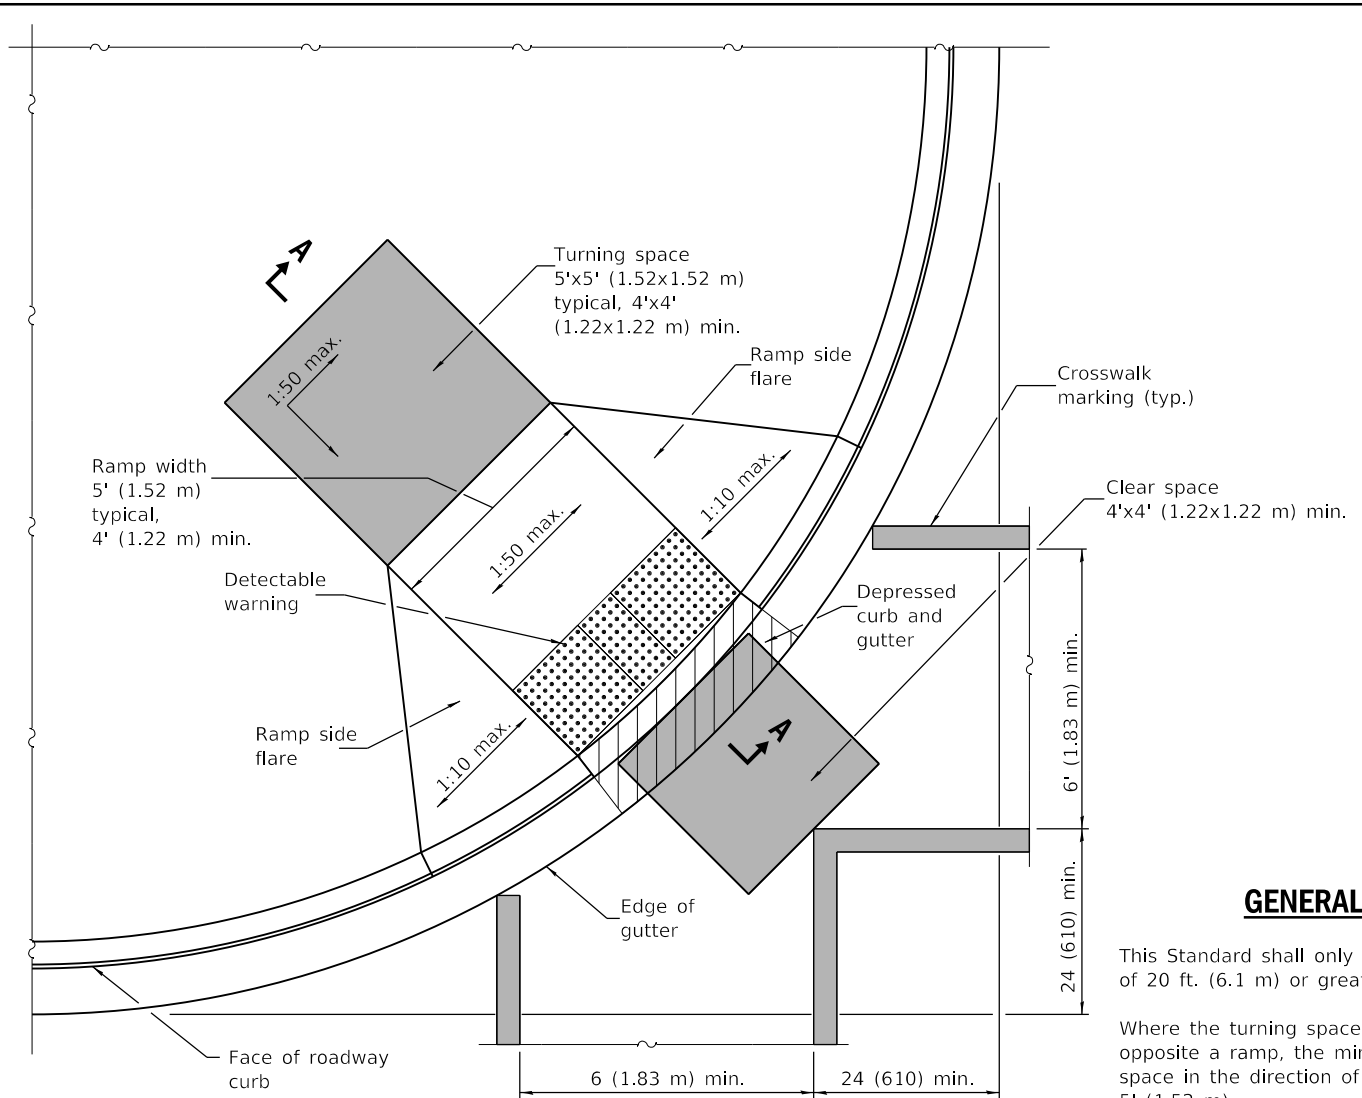 A
Turning space
5'x5' (1.52x1.52 m)
typical, 4'x4'
(1.22x1.22 m) min.
1:50 max.
Ramp side
flare
Crosswalk
marking (typ.)
Ramp width
5' (1.52 m)
typical,
4' (1.22 m) min.
1:10 max.
Clear space
4'x4' (1.22x1.22 m) min.
1:50 max.
Detectable
warning
Depressed
curb and
gutter
6' (1.83 m) min.
Ramp side
flare
A
1:10 max.
Edge of
gutter
24 (610) min.
GENERAL
This Standard shall only
of 20 ft. (6.1 m) or grea
Where the turning space
opposite a ramp, the mi
space in the direction of
5' (1.52 m)
Face of roadway
curb
6 (1.83 m) min.
24 (610) min.